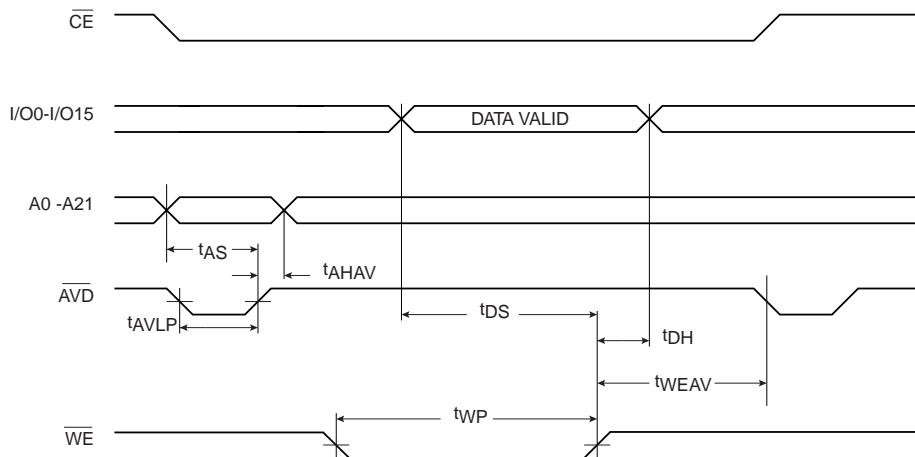 CE
I/O0-I/O15
DATA VALID
A0 -A21
tAS
tAHAV
AVD
tAVLP
tDS
tDH
tWEAV
tWP
WE